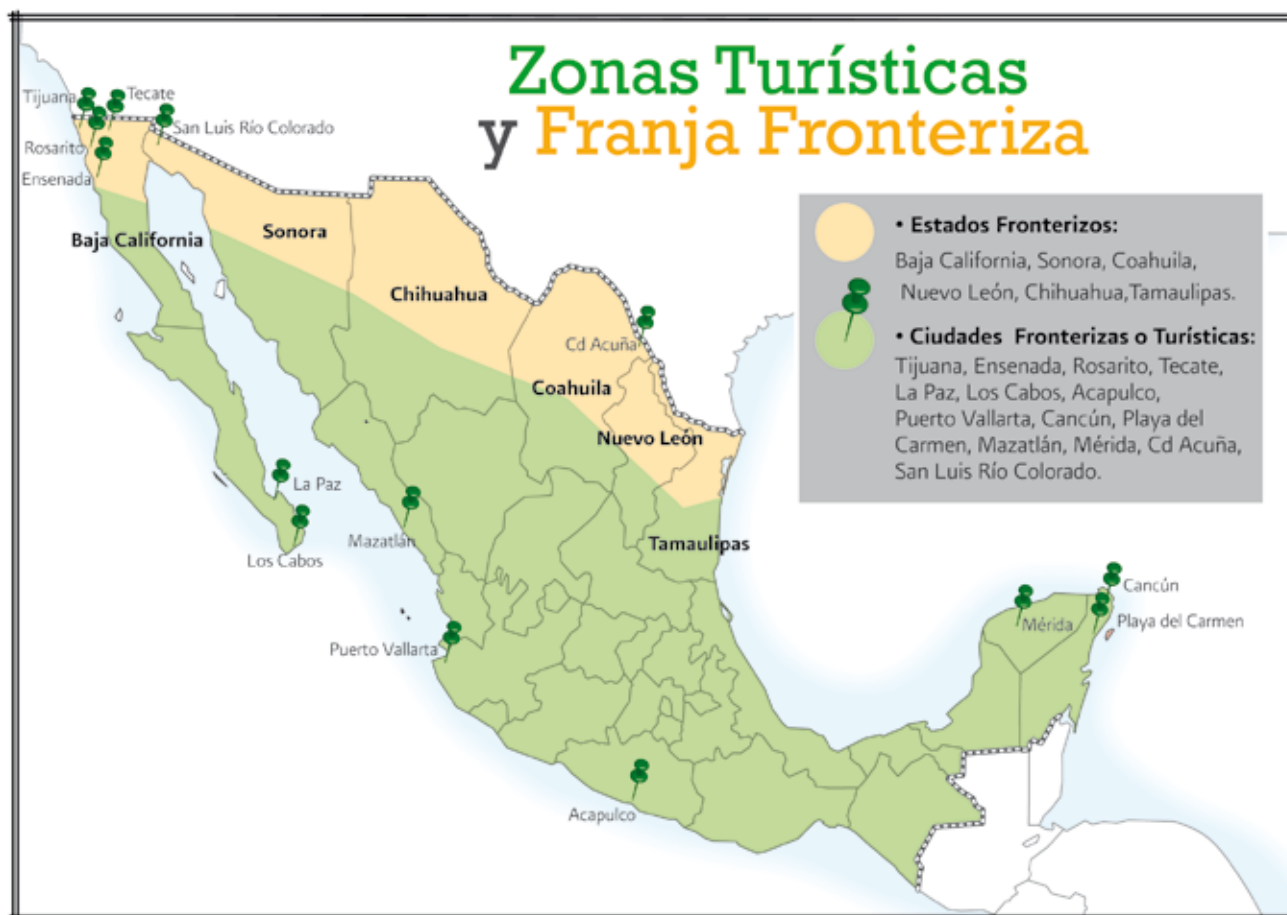 Zonas Turísticas
y Franja Fronteriza
Tijuana
Tecate
San Luis Río Colorado
Rosarito
Ensenada
Baja California
Sonora
Chihuahua
Cd Acuña
Coahuila
Nuevo León
La Paz
Los Cabos
Mazatlán
Tamaulipas
Puerto Vallarta
Acapulco
Mérida
Cancún
Playa del Carmen
• Estados Fronterizos:
Baja California, Sonora, Coahuila,
Nuevo León, Chihuahua,Tamaulipas.
• Ciudades Fronterizas o Turísticas:
Tijuana, Ensenada, Rosarito, Tecate,
La Paz, Los Cabos, Acapulco,
Puerto Vallarta, Cancún, Playa del
Carmen, Mazatlán, Mérida, Cd Acuña,
San Luis Río Colorado.